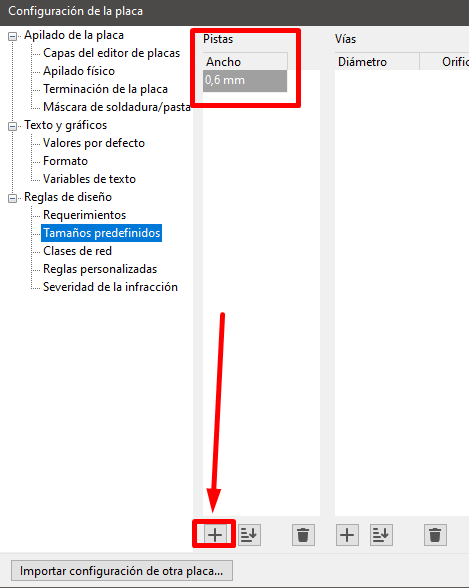 Configuración de la placa
Apilado de la placa
Capas del editor de placas
Apilado físico
Terminación de la placa
Máscara de soldadura/pasta
Texto y gráficos
Valores por defecto
Formato
Variables de texto
Reglas de diseño
Requerimientos
Tamaños predefinidos
Clases de red
Reglas personalizadas
Severidad de la infracción
Pistas
Ancho
0,6 mm
Vías
Diámetro Orific
Importar configuración de otra placa...